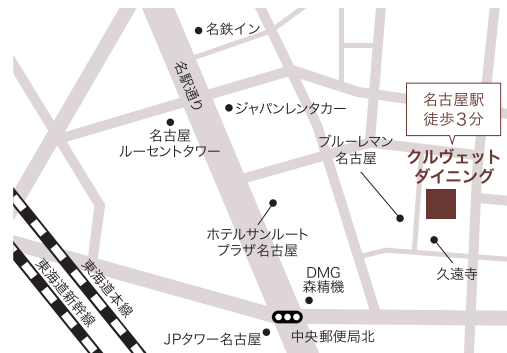 名鉄イン
名駅通り
ジャパンレンタカー
名古屋駅
徒歩3分
名古屋
ルーセントタワー
ブルーレマン
名古屋
クルヴェット
ダイニング
ホテルサンルート
プラザ名古屋
久遠寺
DMG
森精機
東海道本線
東海道新幹線
JPタワー名古屋
中央郵便局北